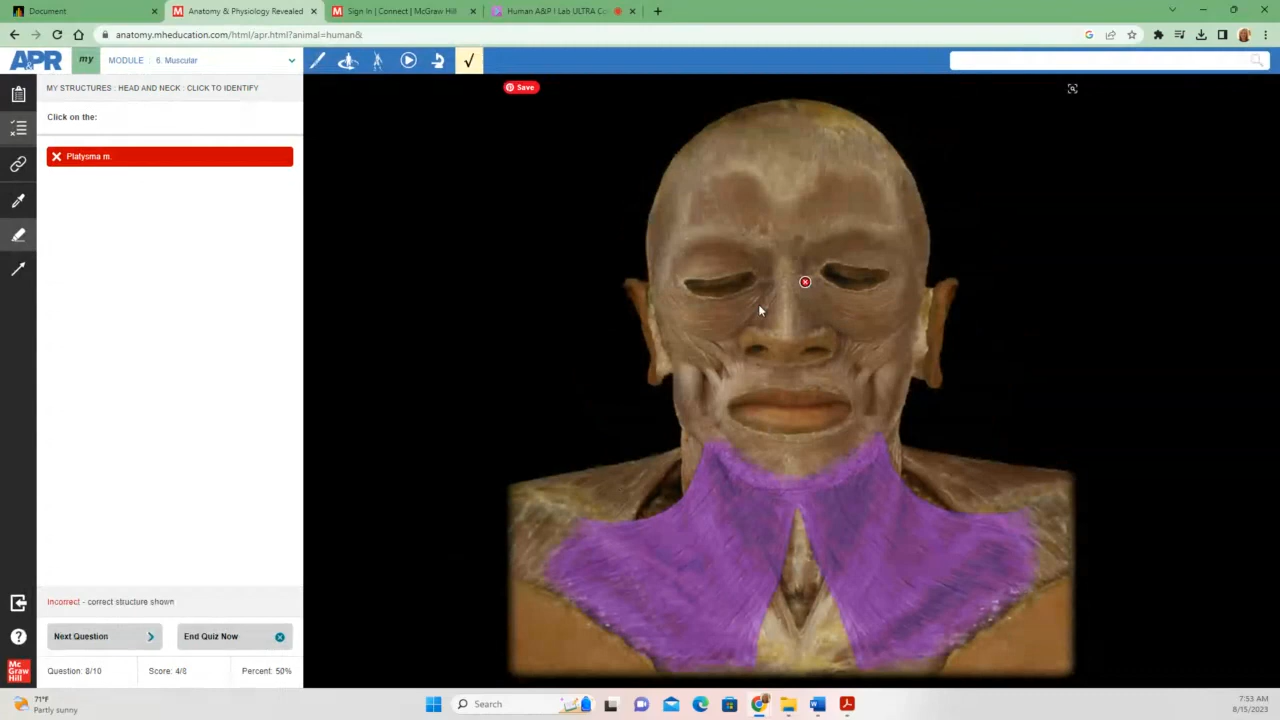 Document
Anatomy & Physiology Revealed
Sign In | Connect | McGraw Hill
Human A&P I Lab ULTRA Co
anatomy.mheducation.com/html/apr.html?animal=human&
APR
my
MODULE
6. Muscular
MY STRUCTURES : HEAD AND NECK : CLICK TO IDENTIFY
Save
Click on the:
Platysma m.
Incorrect - correct structure shown
Next Question
End Quiz Now
Question: 8/10
Score: 4/8
Percent: 50%
Mc
Graw
Hill
71°F
Partly sunny
Search
7:53 AM
8/15/2023